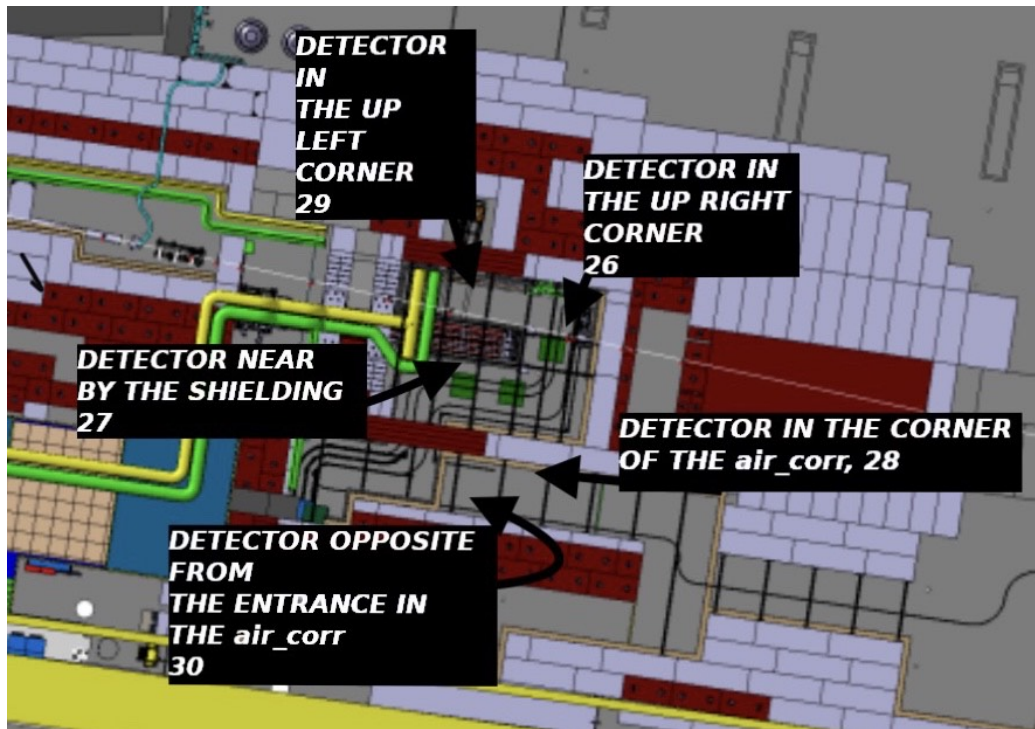 DETECTOR
IN
THE UP
LEFT
CORNER
29
DETECTOR IN
THE UP RIGHT
CORNER
26
DETECTOR NEAR
BY THE SHIELDING
27
DETECTOR IN THE CORNER
OF THE air_corr, 28
DETECTOR OPPOSITE
FROM
THE ENTRANCE IN
THE air_corr
30